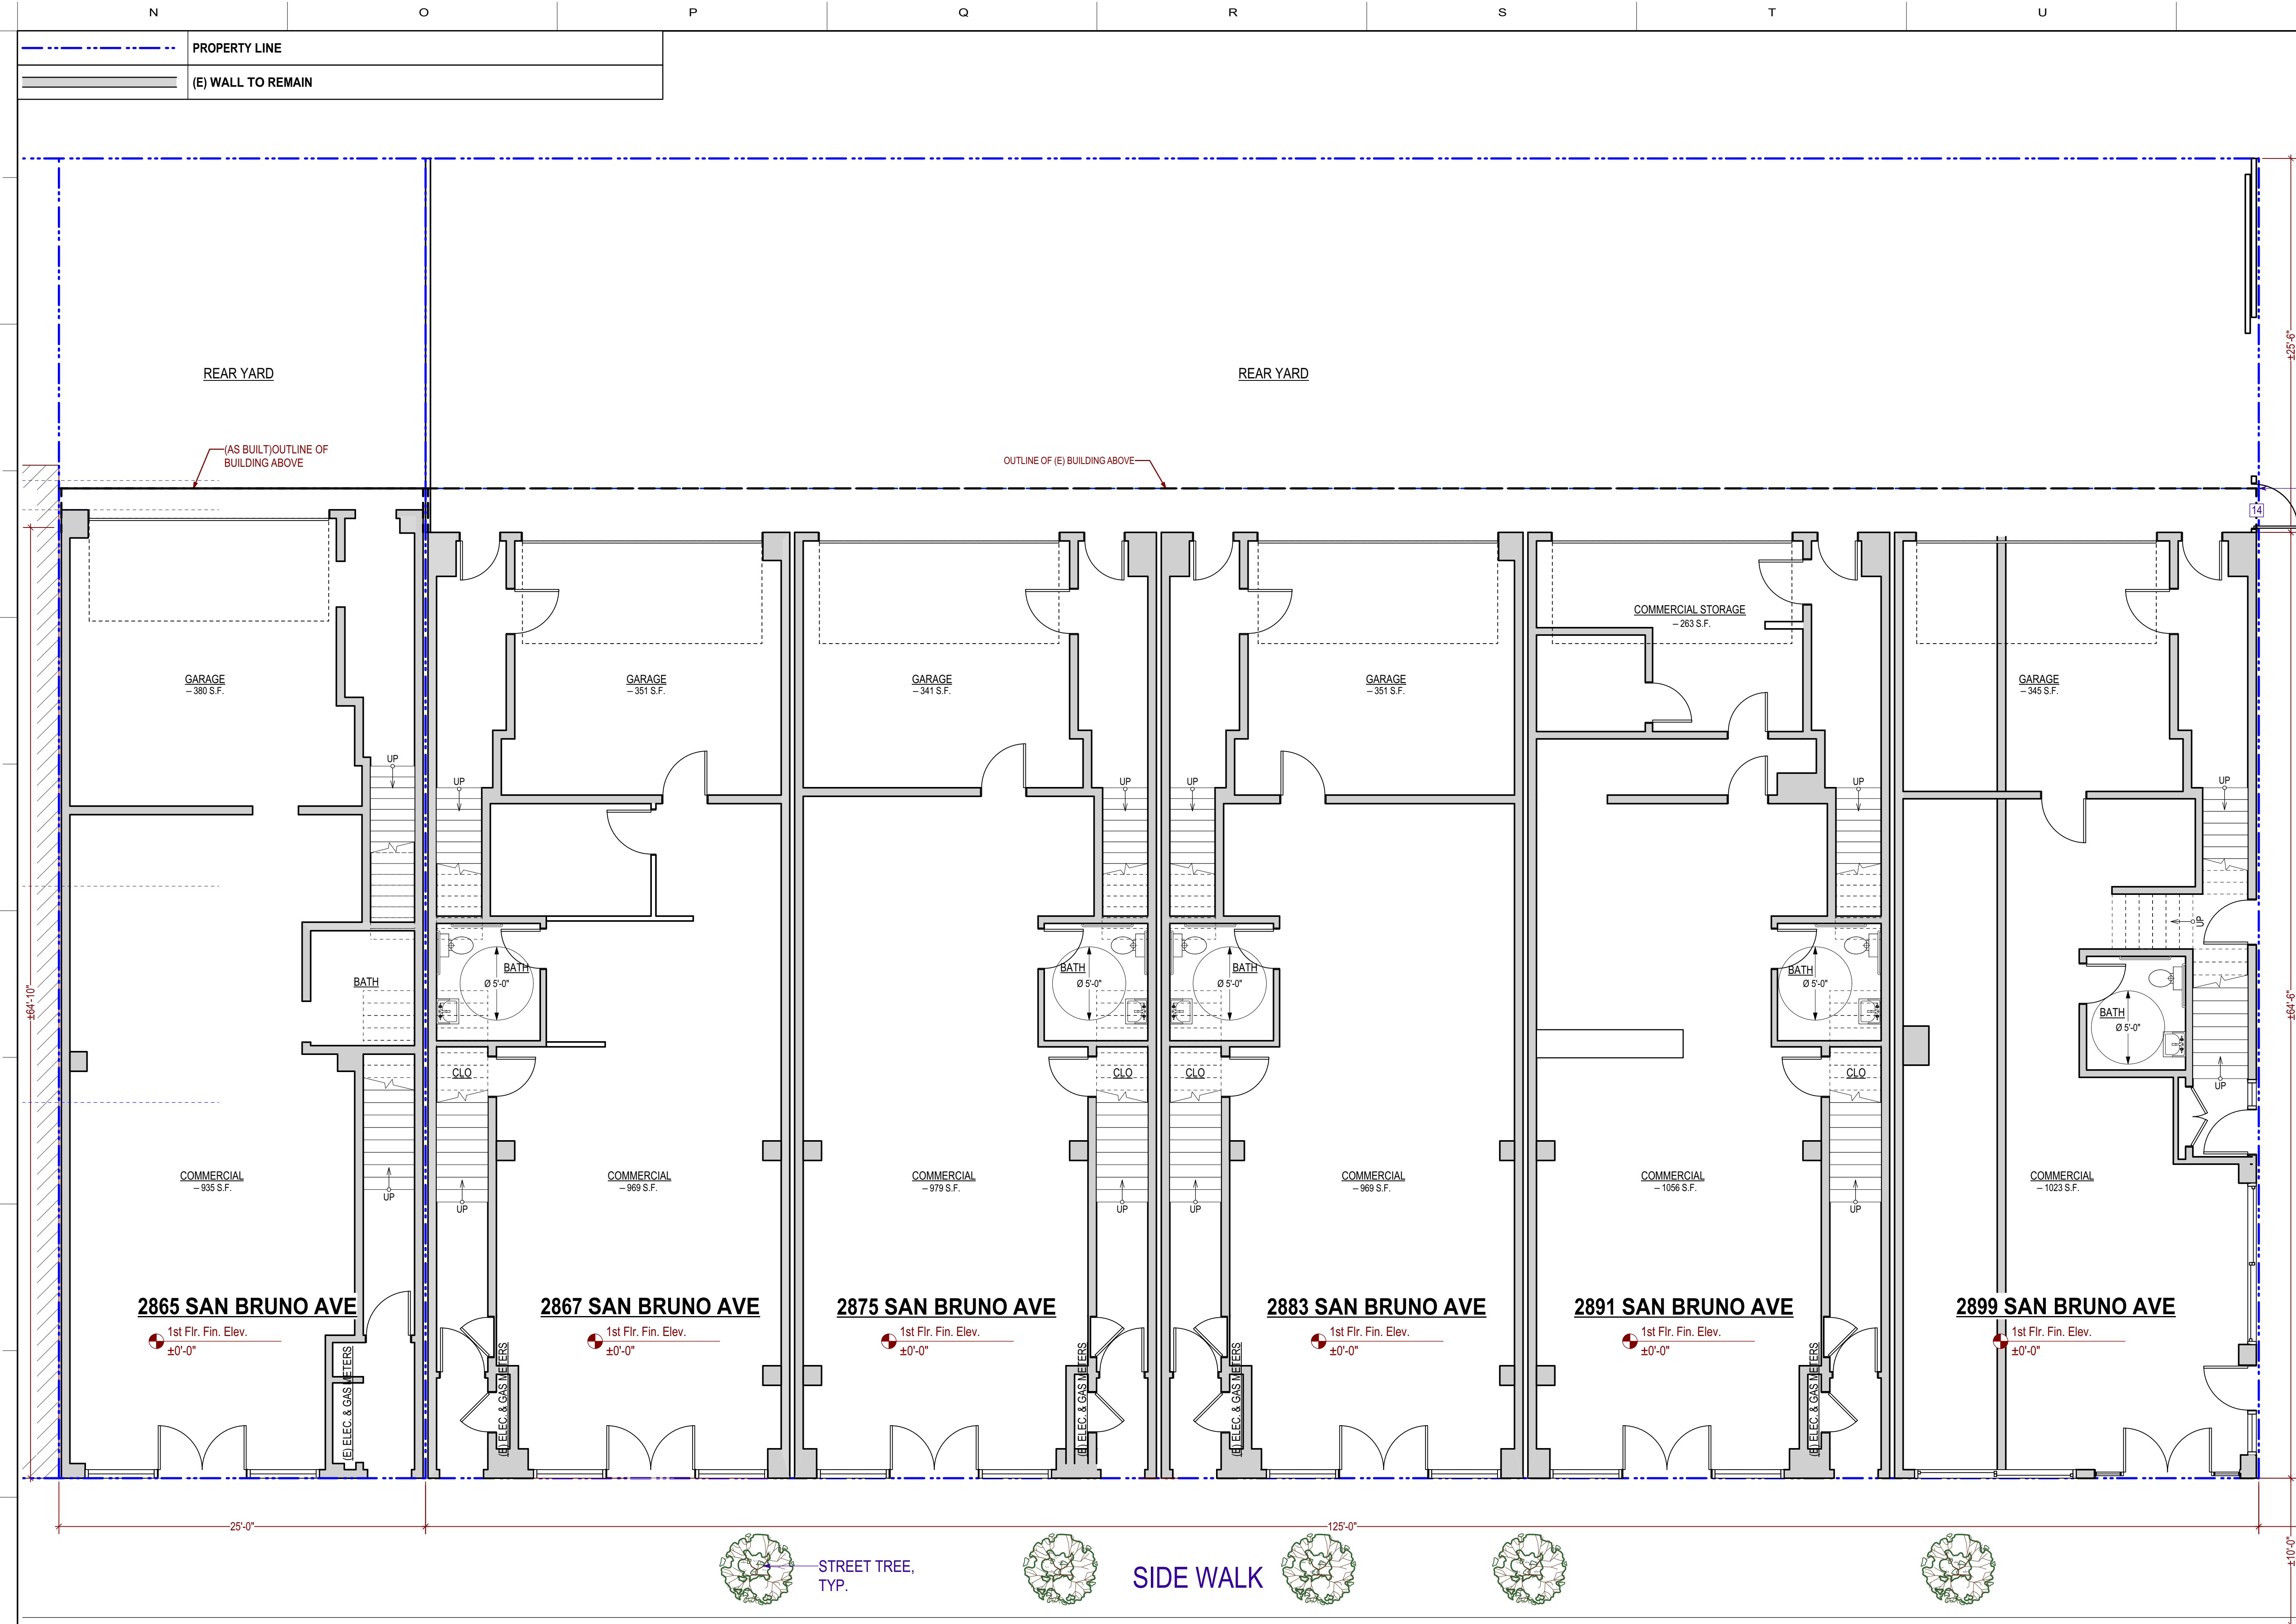 N O P Q R S T U
PROPERTY LINE
(E) WALL TO REMAIN
±25'-6"
REAR YARD
REAR YARD
(AS BUILT)OUTLINE OF
BUILDING ABOVE
OUTLINE OF (E) BUILDING ABOVE
14
COMMERCIAL STORAGE
– 263 S.F.
GARAGE
– 380 S.F.
GARAGE
– 351 S.F.
GARAGE
– 341 S.F.
GARAGE
– 351 S.F.
GARAGE
– 345 S.F.
UP
UP
UP
UP
UP
UP
UP
BATH
BATH
Ø 5'-0"
BATH
Ø 5'-0"
BATH
Ø 5'-0"
BATH
Ø 5'-0"
BATH
Ø 5'-0"
±64'-10"
±64'-6"
CLO
CLO
CLO
CLO
UP
COMMERCIAL
– 935 S.F.
COMMERCIAL
– 969 S.F.
COMMERCIAL
– 979 S.F.
COMMERCIAL
– 969 S.F.
COMMERCIAL
– 1056 S.F.
COMMERCIAL
– 1023 S.F.
UP
UP
UP
UP
UP
2865 SAN BRUNO AVE
1st Flr. Fin. Elev.
±0'-0"
2867 SAN BRUNO AVE
1st Flr. Fin. Elev.
±0'-0"
2875 SAN BRUNO AVE
1st Flr. Fin. Elev.
±0'-0"
2883 SAN BRUNO AVE
1st Flr. Fin. Elev.
±0'-0"
2891 SAN BRUNO AVE
1st Flr. Fin. Elev.
±0'-0"
2899 SAN BRUNO AVE
1st Flr. Fin. Elev.
±0'-0"
(E) ELEC. & GAS METERS
(E) ELEC. & GAS METERS
(E) ELEC. & GAS METERS
(E) ELEC. & GAS METERS
(E) ELEC. & GAS METERS
25'-0"
125'-0"
±10'-0"
STREET TREE,
TYP.
SIDE WALK